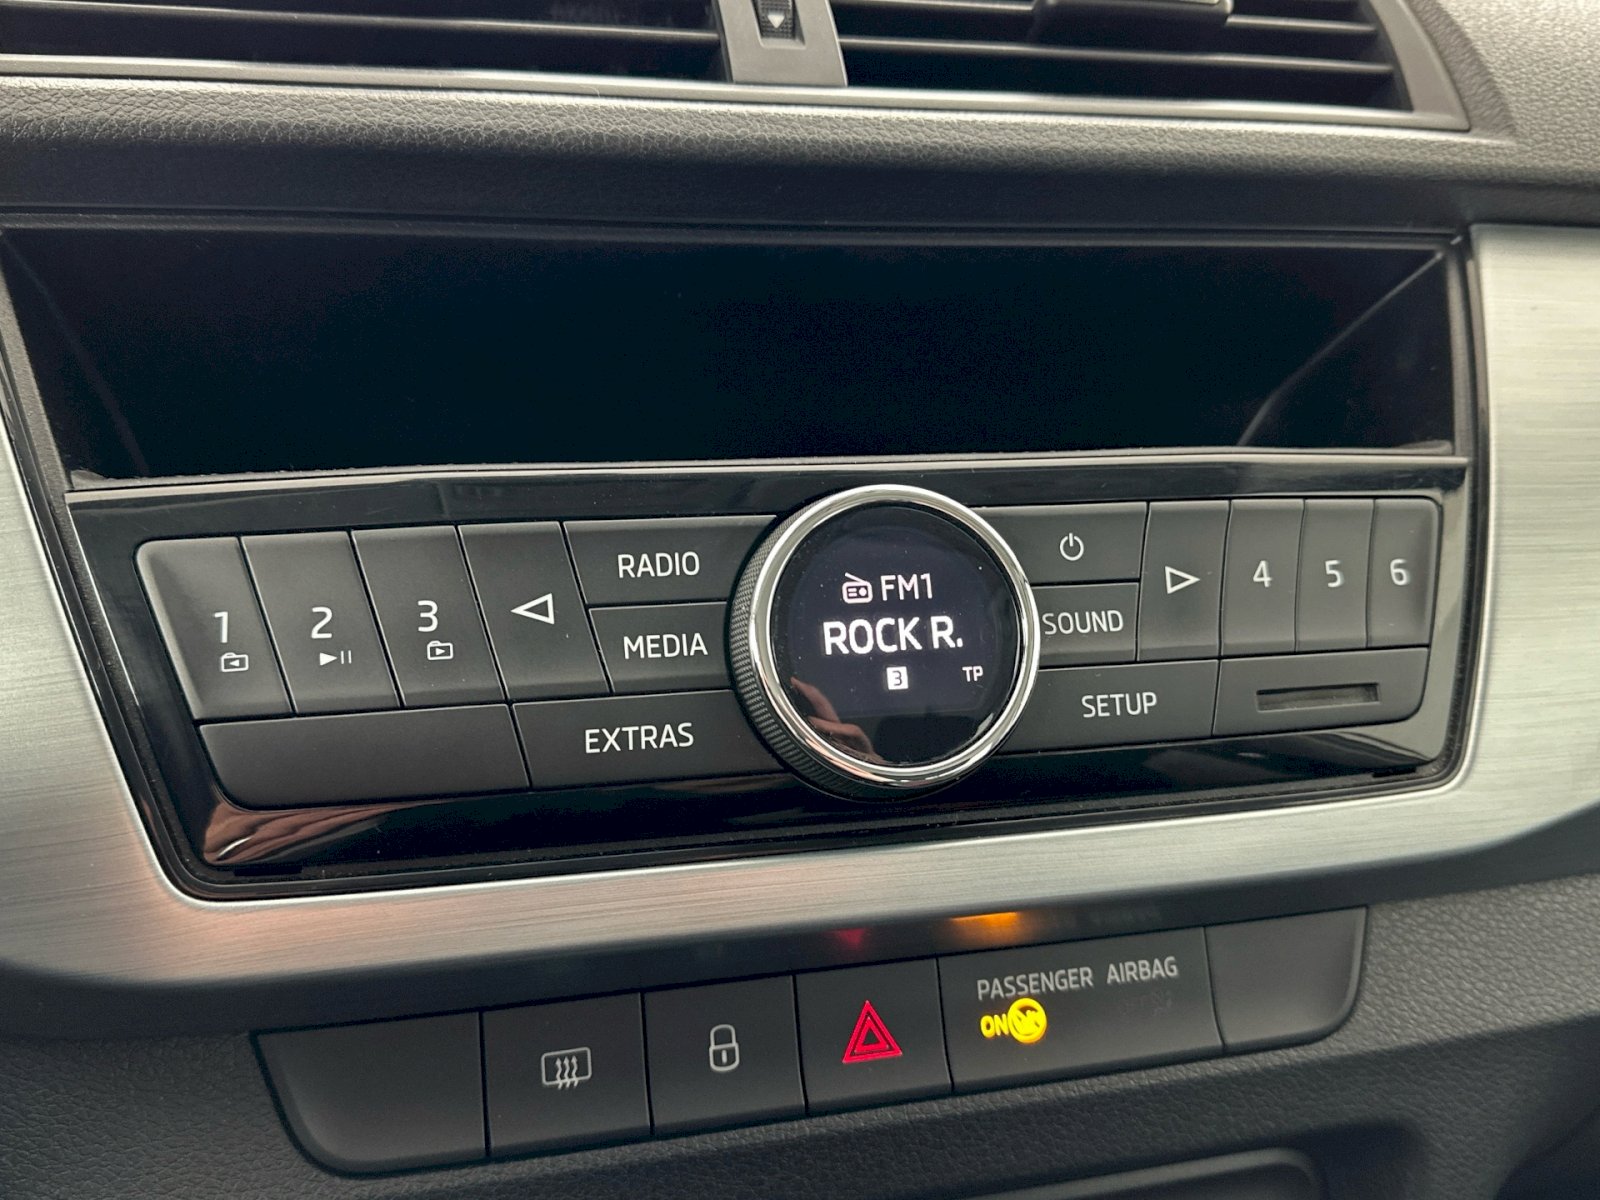 RADIO
MEDIA
EXTRAS
1
2
3
FM1
ROCK R.
3
TP
SOUND
SETUP
4
5
6
PASSENGER AIRBAG
ON